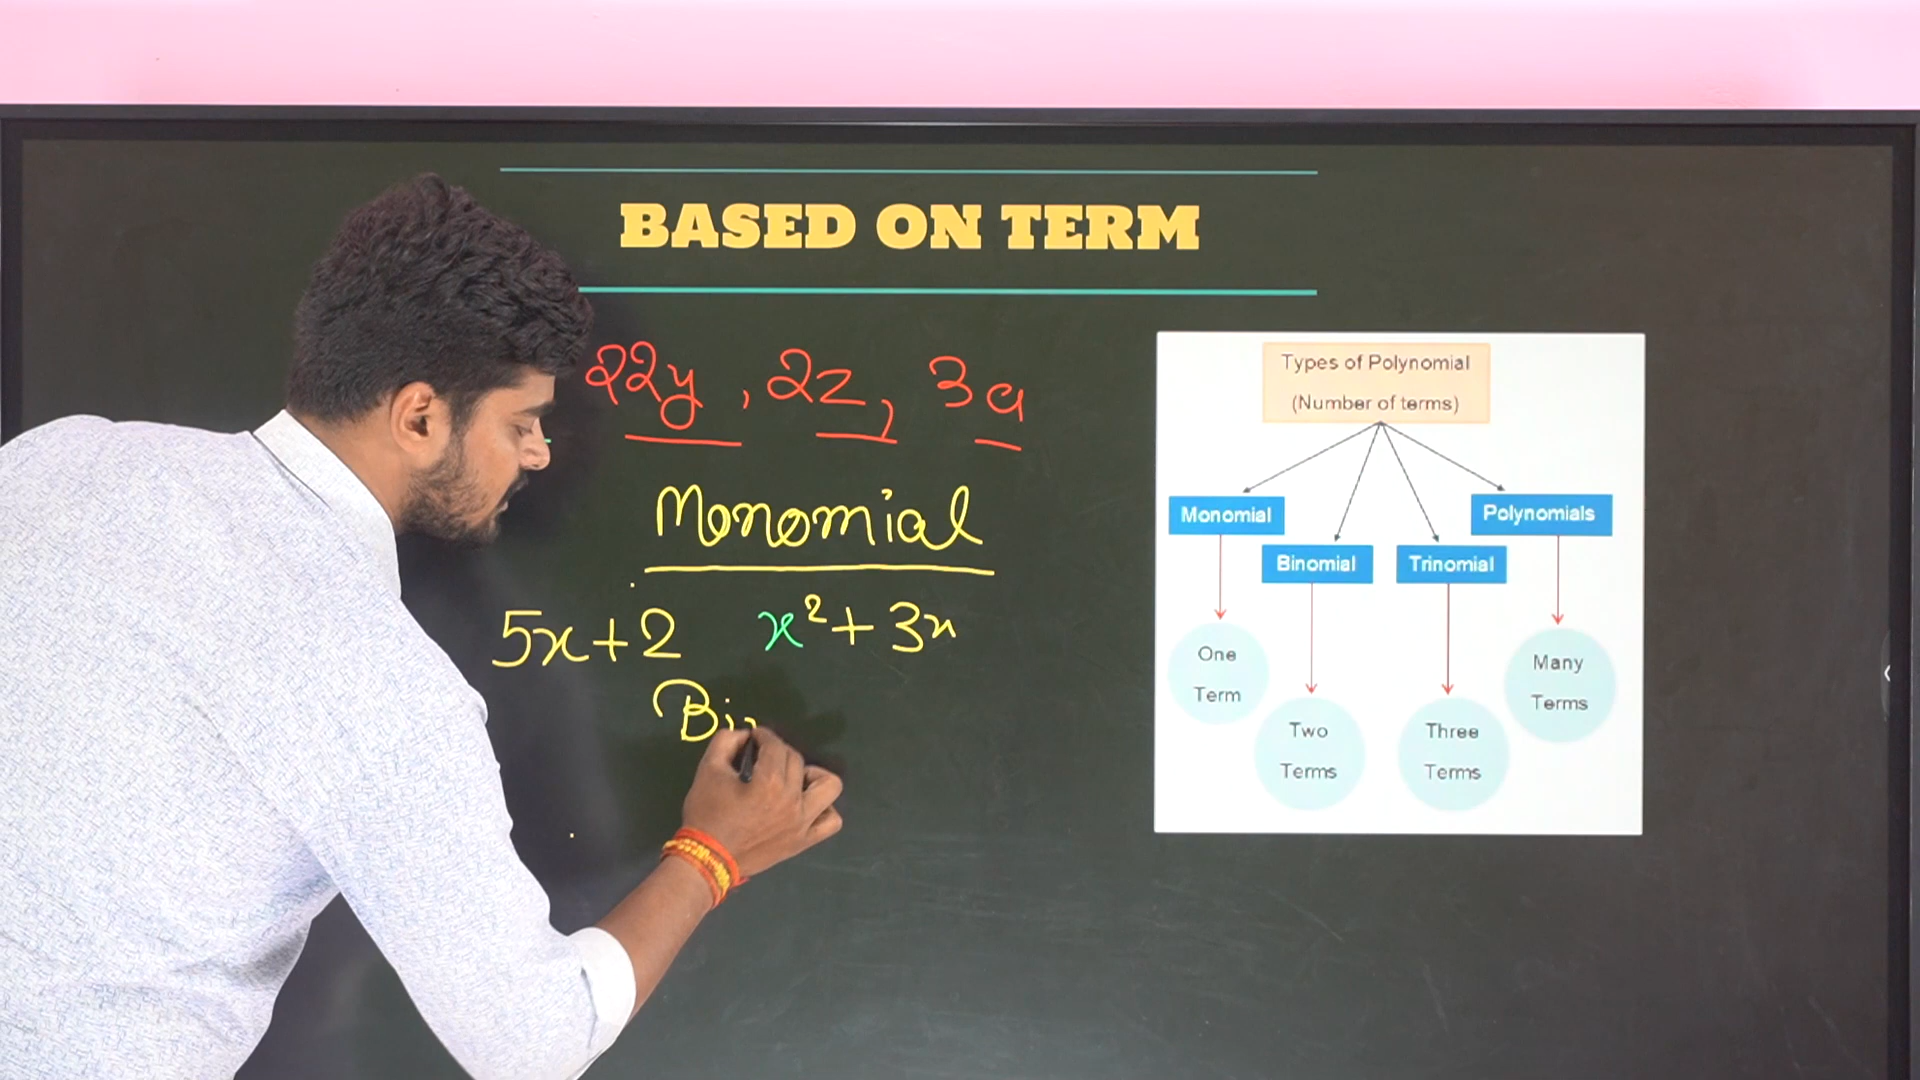 BASED ON TERM
22y, 2z, 3a
Monomial
5x+2 x²+3x
Bin
Types of Polynomial
(Number of terms)
Monomial
Polynomials
Binomial
Trinomial
One
Term
Many
Terms
Two
Terms
Three
Terms